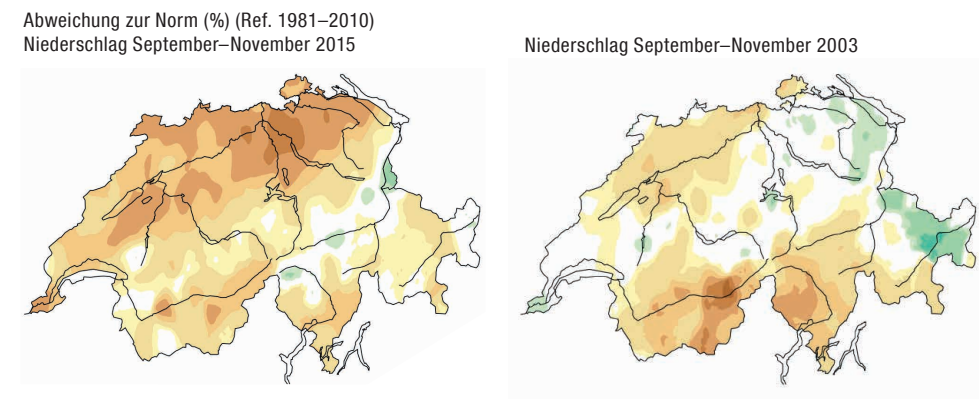 Abweichung zur Norm (%) (Ref. 1981–2010)
Niederschlag September–November 2015
Niederschlag September–November 2003